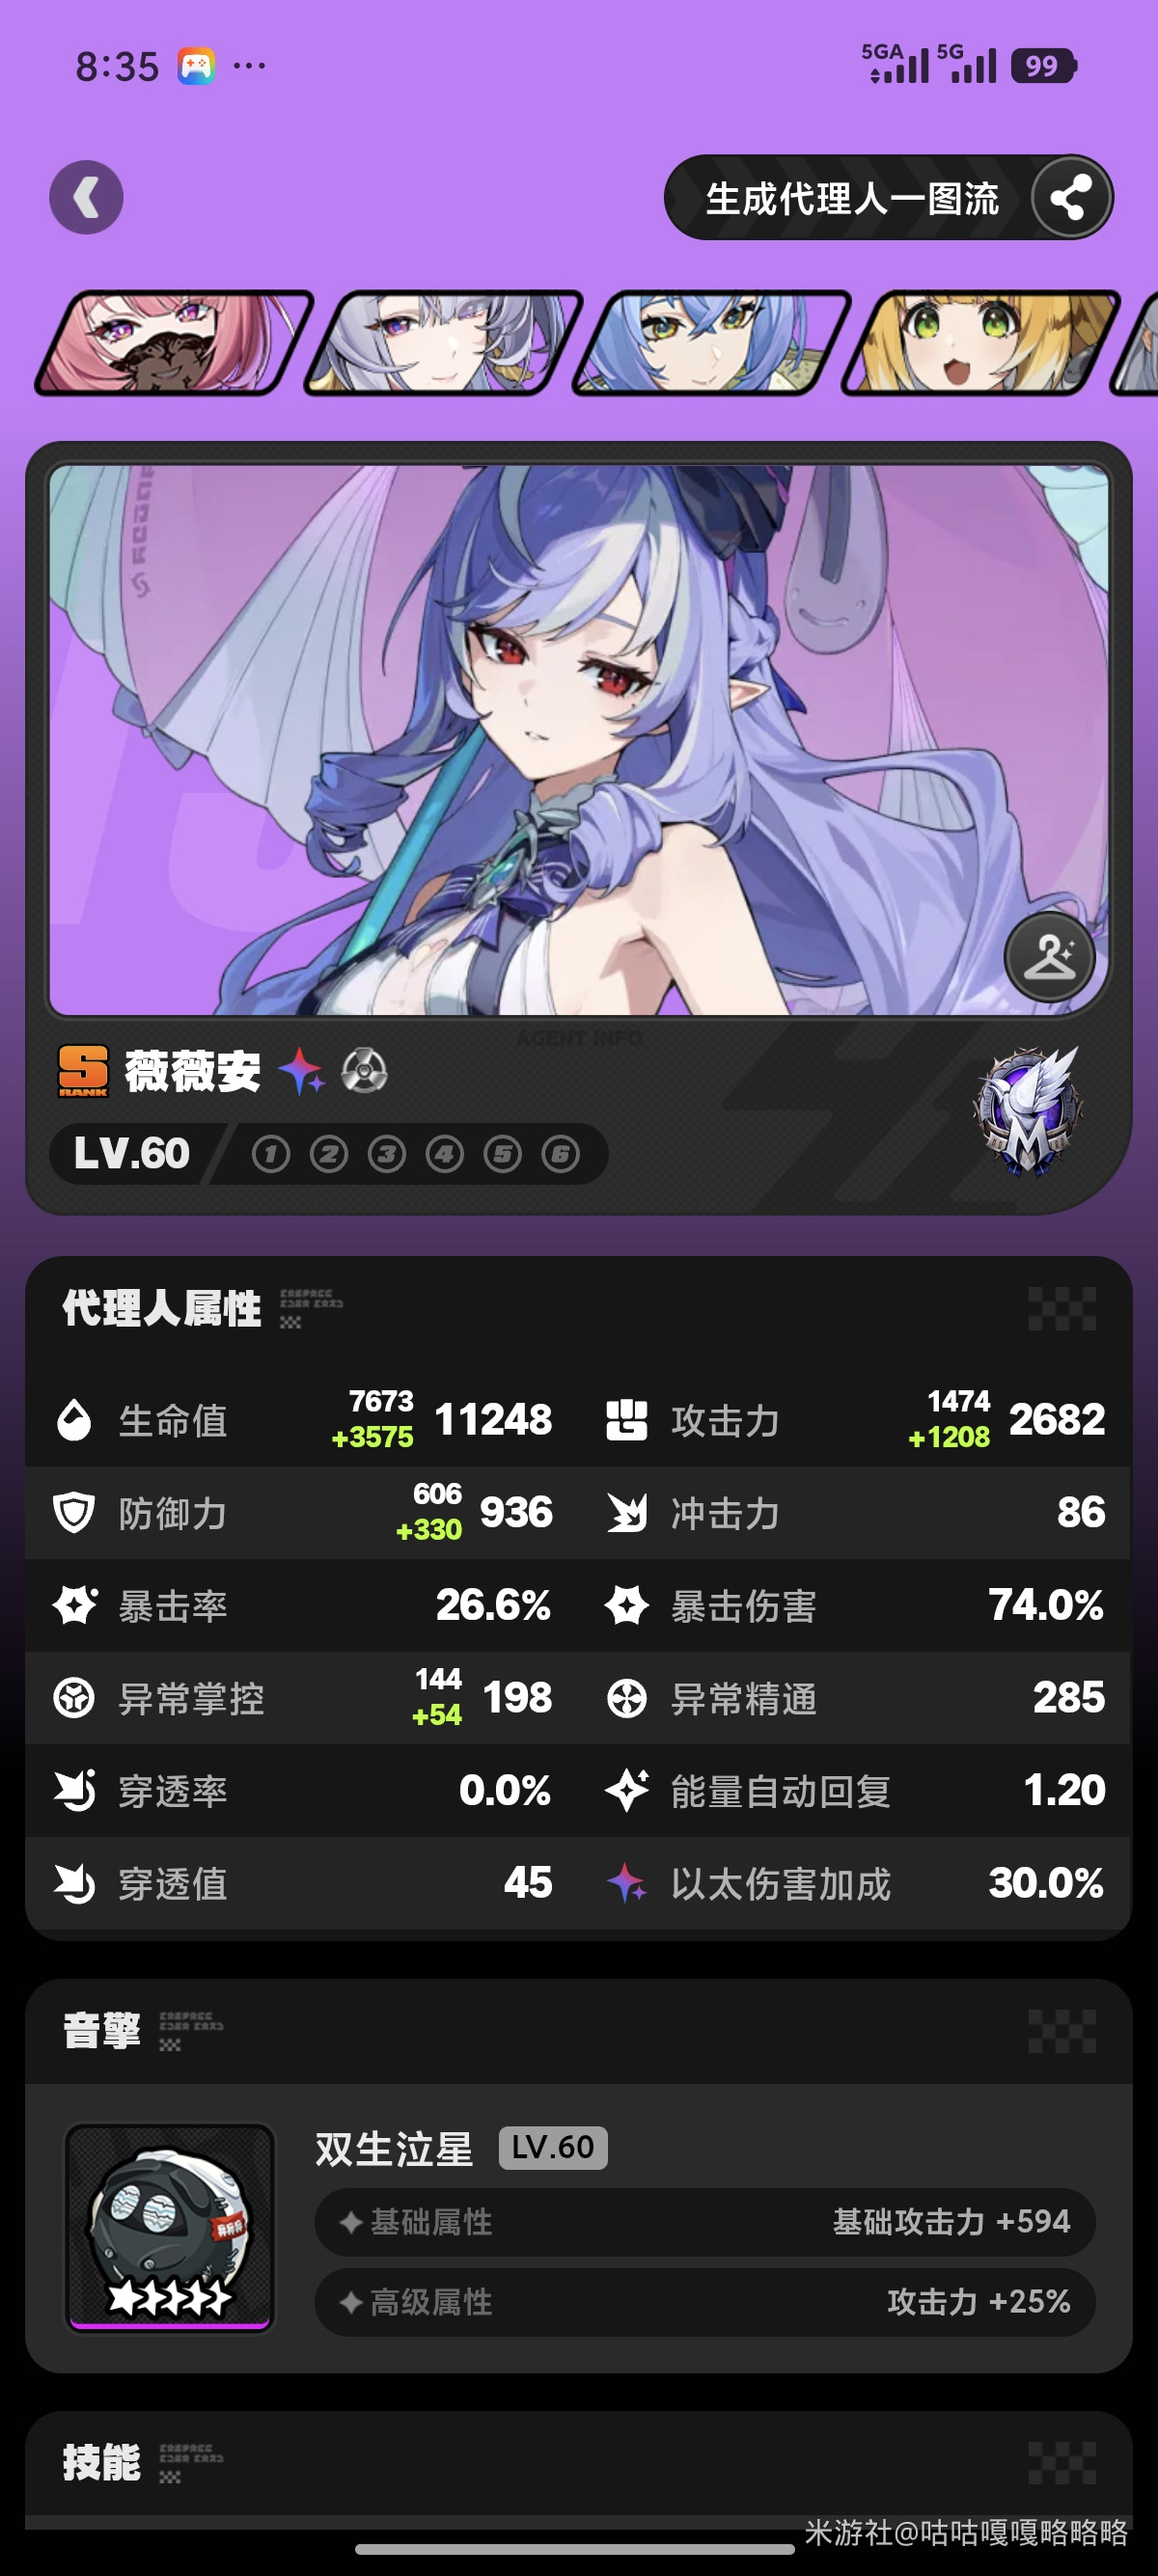 8:35 ··· 5GA 5G 99
生成代理人一图流
AGENT INFO
S RANK 薇薇安
LV.60 1 2 3 4 5 6
代理人属性
生命值 7673 +3575 11248 攻击力 1474 +1208 2682
防御力 606 +330 936 冲击力 86
暴击率 26.6% 暴击伤害 74.0%
异常掌控 144 +54 198 异常精通 285
穿透率 0.0% 能量自动回复 1.20
穿透值 45 以太伤害加成 30.0%
音擎
双生泣星 LV.60
基础属性 基础攻击力 +594
高级属性 攻击力 +25%
技能
米游社@咕咕嘎嘎略略略